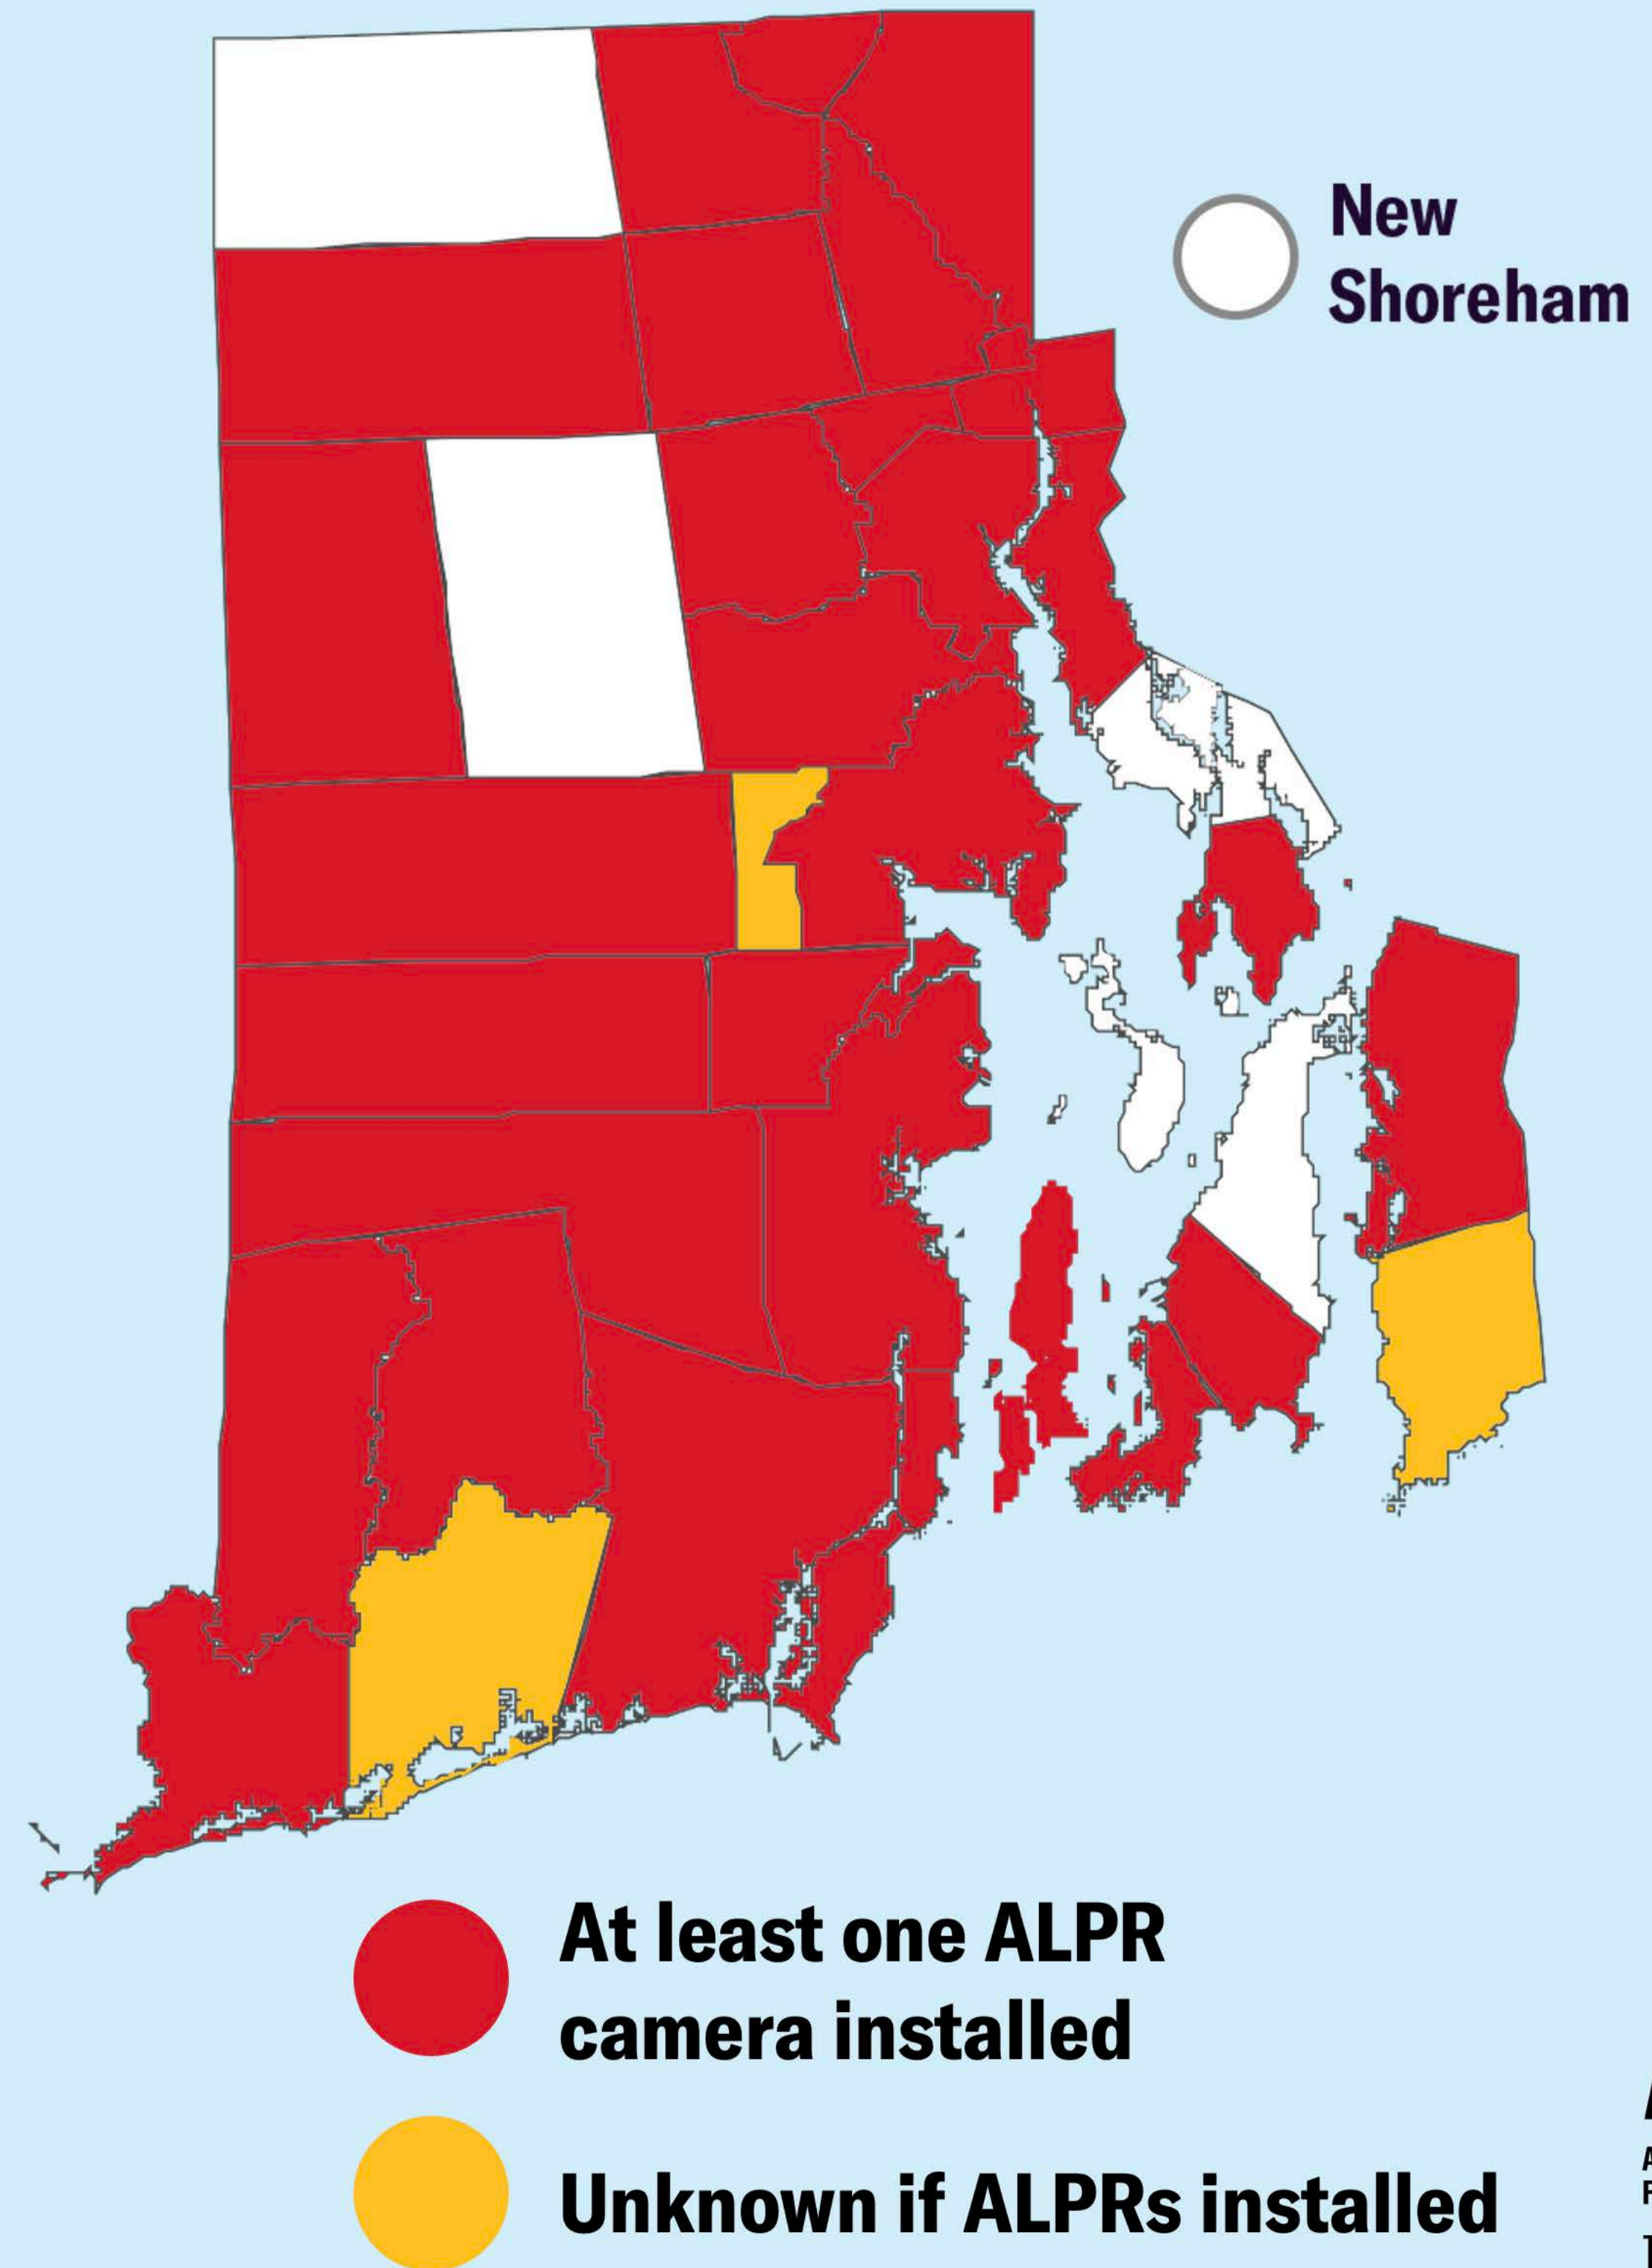 New
Shoreham
At least one ALPR
camera installed
Unknown if ALPRs installed